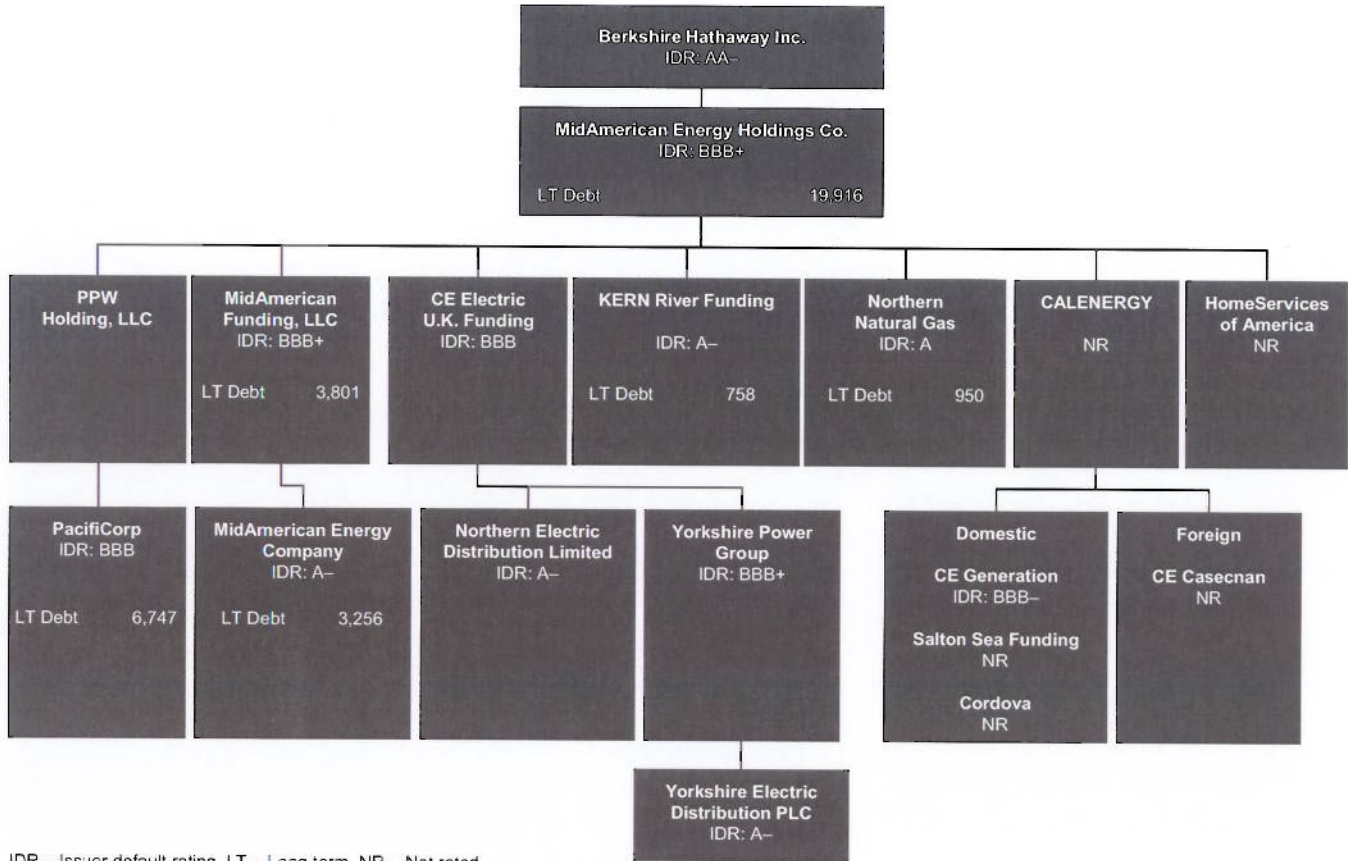 Berkshire Hathaway Inc.
IDR: AA–
MidAmerican Energy Holdings Co.
IDR: BBB+
LT Debt 19,916
PPW
Holding, LLC
MidAmerican
Funding, LLC
IDR: BBB+
LT Debt 3,801
CE Electric
U.K. Funding
IDR: BBB
KERN River Funding
IDR: A–
LT Debt 758
Northern
Natural Gas
IDR: A
LT Debt 950
CALENERGY
NR
HomeServices
of America
NR
PacifiCorp
IDR: BBB
LT Debt 6,747
MidAmerican Energy
Company
IDR: A–
LT Debt 3,256
Northern Electric
Distribution Limited
IDR: A–
Yorkshire Power
Group
IDR: BBB+
Domestic
CE Generation
IDR: BBB–
Salton Sea Funding
NR
Cordova
NR
Foreign
CE Casecnan
NR
Yorkshire Electric
Distribution PLC
IDR: A–
IDR – Issuer default rating. LT – Long-term. NR – Not rated.